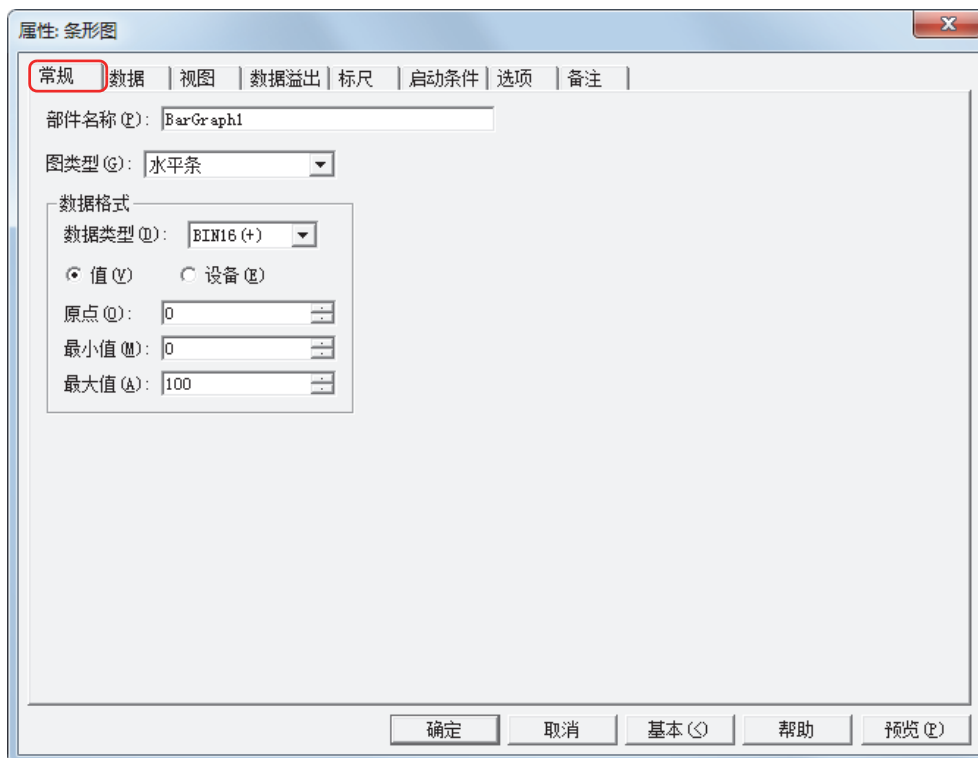 属性: 条形图
常规 数据 视图 数据溢出 标尺 启动条件 选项 备注
部件名称(P): BarGraph1
图类型(G): 水平条
数据格式
数据类型(D): BIN16(+)
值(V) 设备(E)
原点(O): 0
最小值(M): 0
最大值(A): 100
确定 取消 基本(<) 帮助 预览(P)